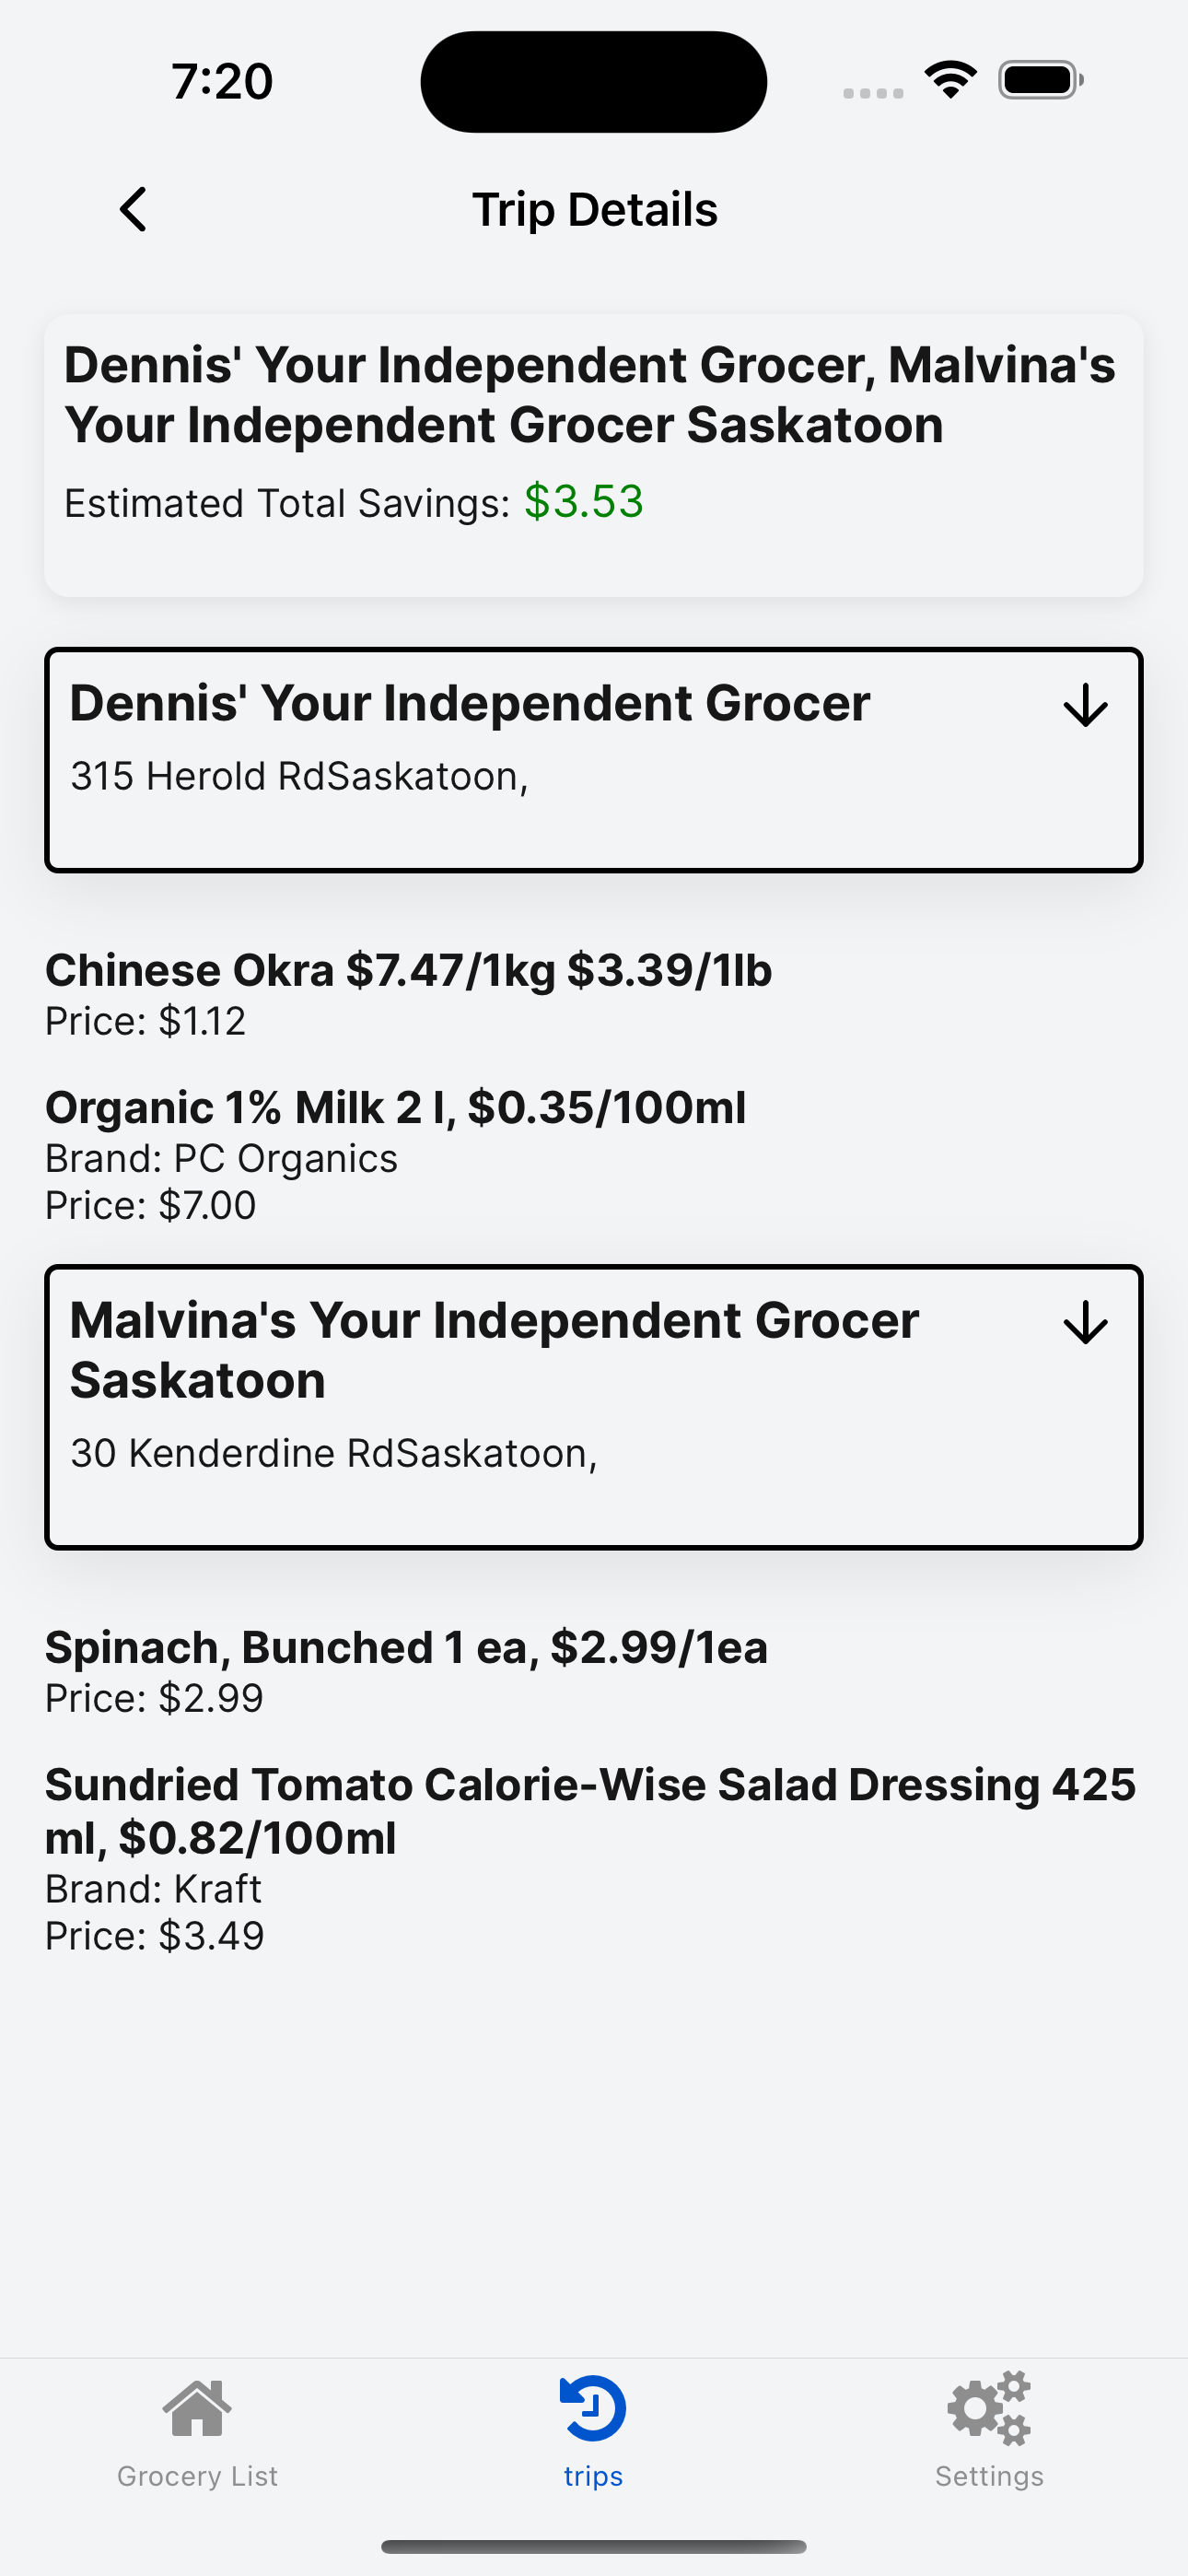 7:20
Trip Details
Dennis' Your Independent Grocer, Malvina's
Your Independent Grocer Saskatoon
Estimated Total Savings: $3.53
Dennis' Your Independent Grocer
315 Herold RdSaskatoon,
Chinese Okra $7.47/1kg $3.39/1lb
Price: $1.12
Organic 1% Milk 2 l, $0.35/100ml
Brand: PC Organics
Price: $7.00
Malvina's Your Independent Grocer
Saskatoon
30 Kenderdine RdSaskatoon,
Spinach, Bunched 1 ea, $2.99/1ea
Price: $2.99
Sundried Tomato Calorie-Wise Salad Dressing 425
ml, $0.82/100ml
Brand: Kraft
Price: $3.49
Grocery List
trips
Settings